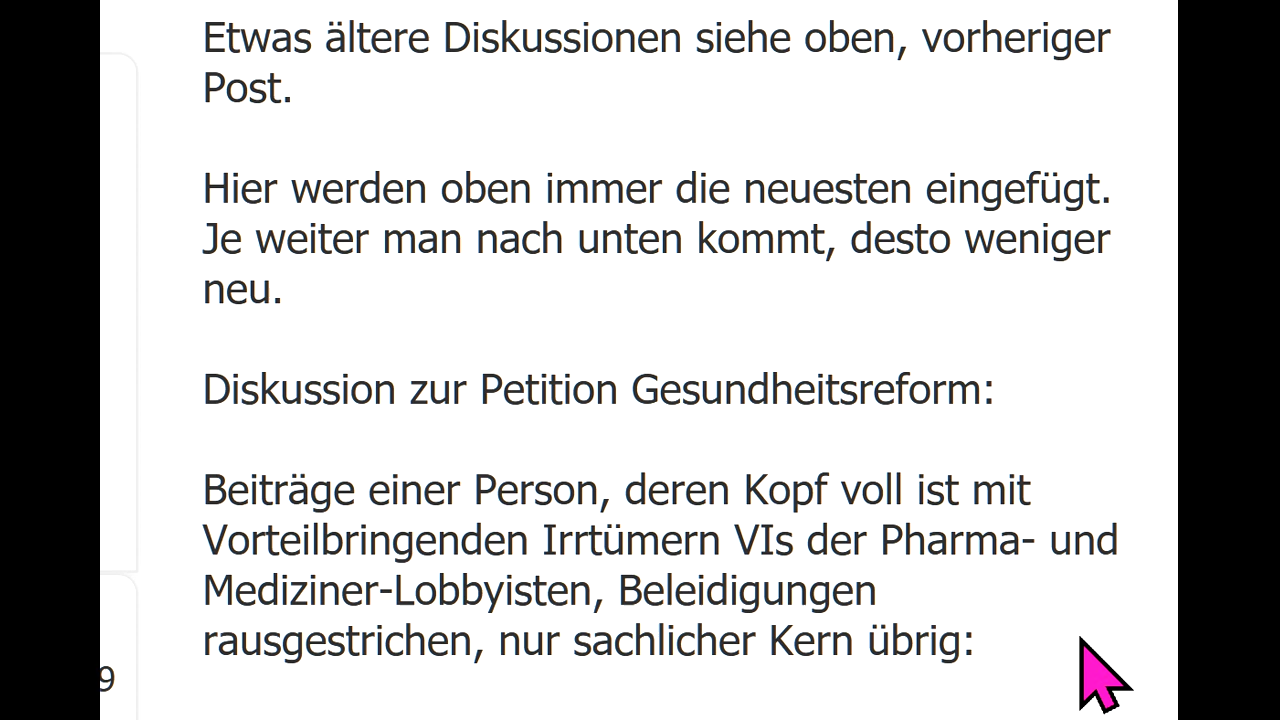 Etwas ältere Diskussionen siehe oben, vorheriger
Post.
Hier werden oben immer die neuesten eingefügt.
Je weiter man nach unten kommt, desto weniger
neu.
Diskussion zur Petition Gesundheitsreform:
Beiträge einer Person, deren Kopf voll ist mit
Vorteilbringenden Irrtümern VIs der Pharma- und
Mediziner-Lobbyisten, Beleidigungen
rausgestrichen, nur sachlicher Kern übrig:
9